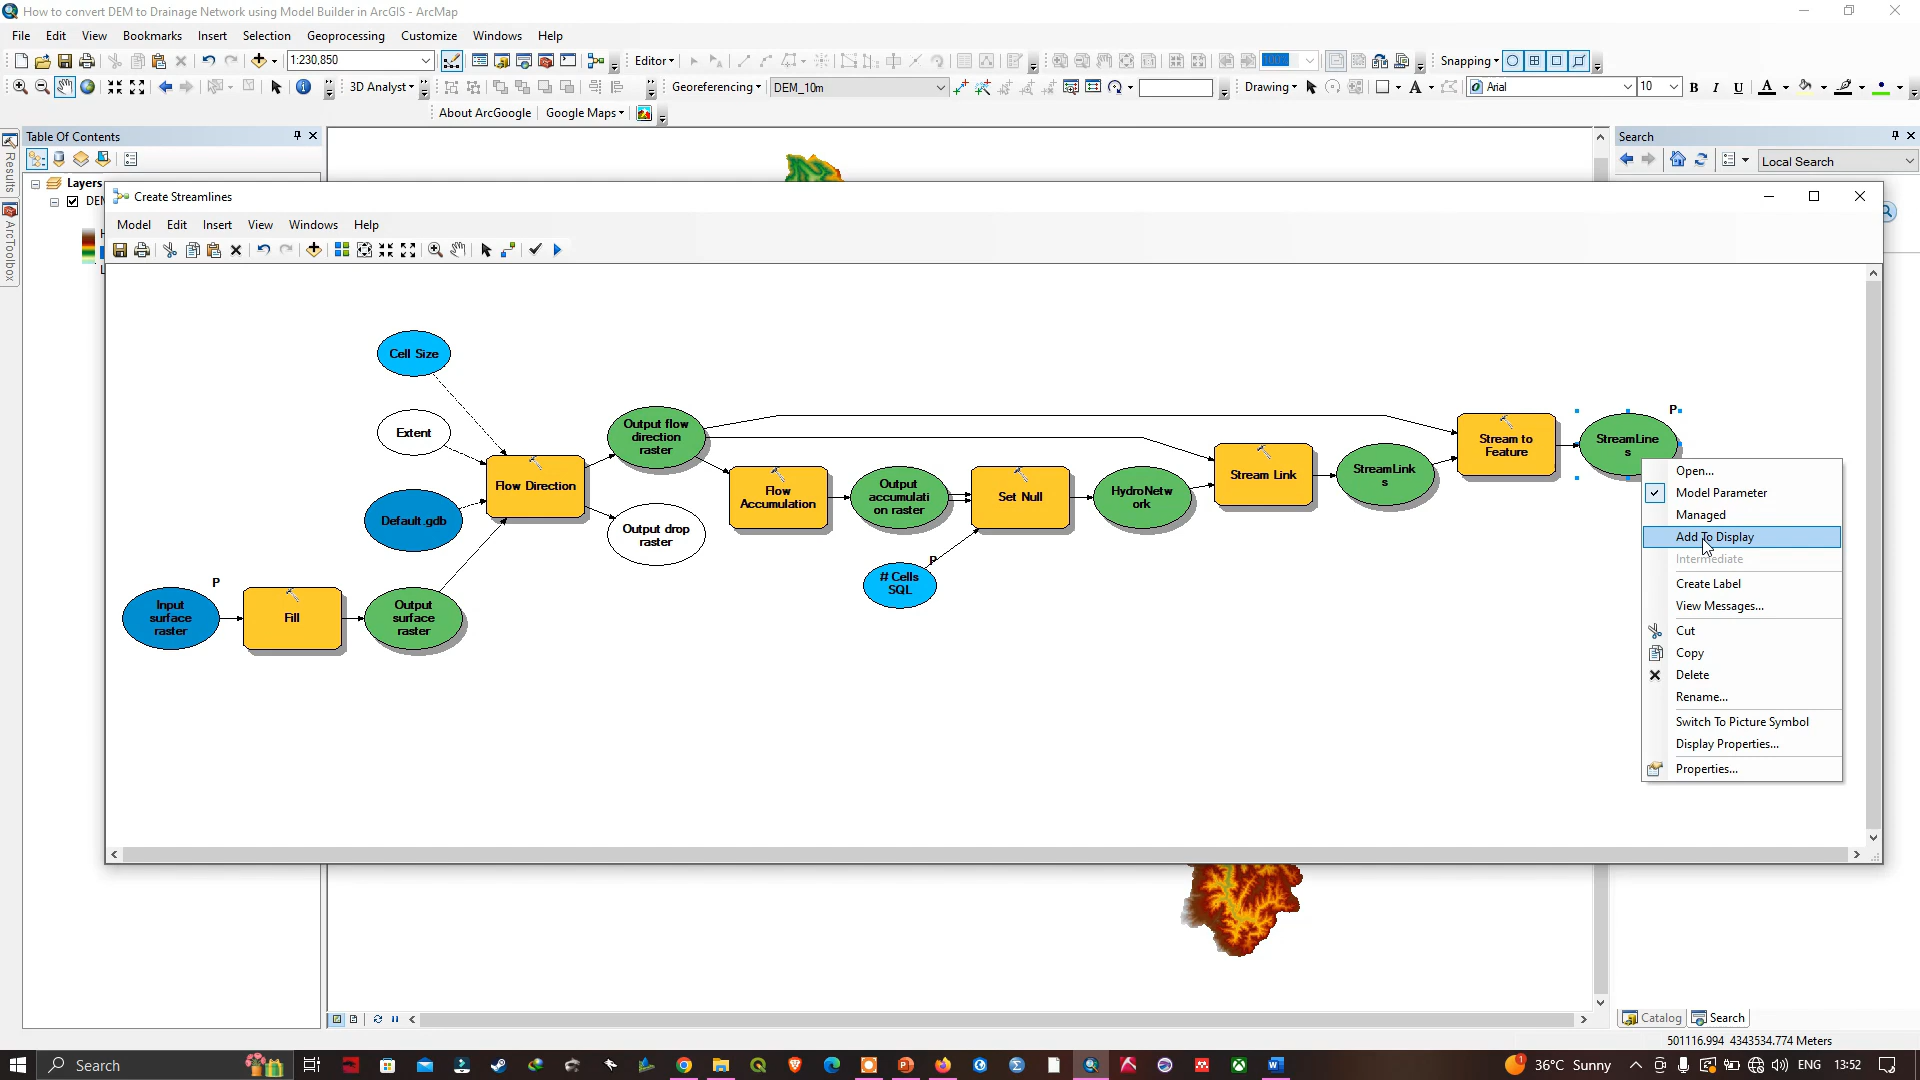 How to convert DEM to Drainage Network using Model Builder in ArcGIS - ArcMap
File Edit View Bookmarks Insert Selection Geoprocessing Customize Windows Help
1:230,850
Editor
100%
Snapping
3D Analyst
Georeferencing
DEM_10m
Drawing
Arial
10
B I U A
About ArcGeode
Google Maps
Table Of Contents
Search
Local Search
Results
ArcToolbox
Layers
Create Streamlines
Model Edit Insert View Windows Help
Cell Size
Extent
Default.gdb
Input
surface
raster
P
Fill
Output
surface
raster
Flow Direction
Output flow
direction
raster
Output drop
raster
Flow
Accumulation
Output
accumulati
on raster
# Cells
SQL
P
Set Null
HydroNetw
ork
Stream Link
StreamLink
s
Stream to
Feature
StreamLine
s
P
Open...
Model Parameter
Managed
Add To Display
Intermediate
Create Label
View Messages...
Cut
Copy
Delete
Rename...
Switch To Picture Symbol
Display Properties...
Properties...
Catalog
Search
501116.994 4343534.774 Meters
Search
1
36°C Sunny
ENG
13:52